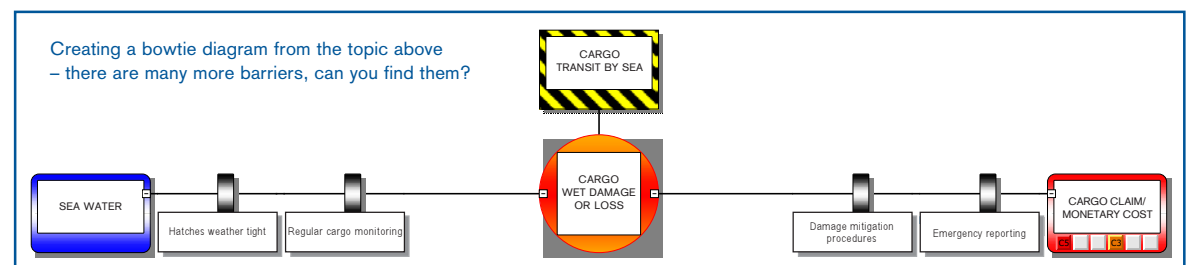 Creating a bowtie diagram from the topic above
– there are many more barriers, can you find them?
CARGO
TRANSIT BY SEA
SEA WATER
Hatches weather tight
Regular cargo monitoring
CARGO
WET DAMAGE
OR LOSS
Damage mitigation
procedures
Emergency reporting
CARGO CLAIM/
MONETARY COST
C5
C3